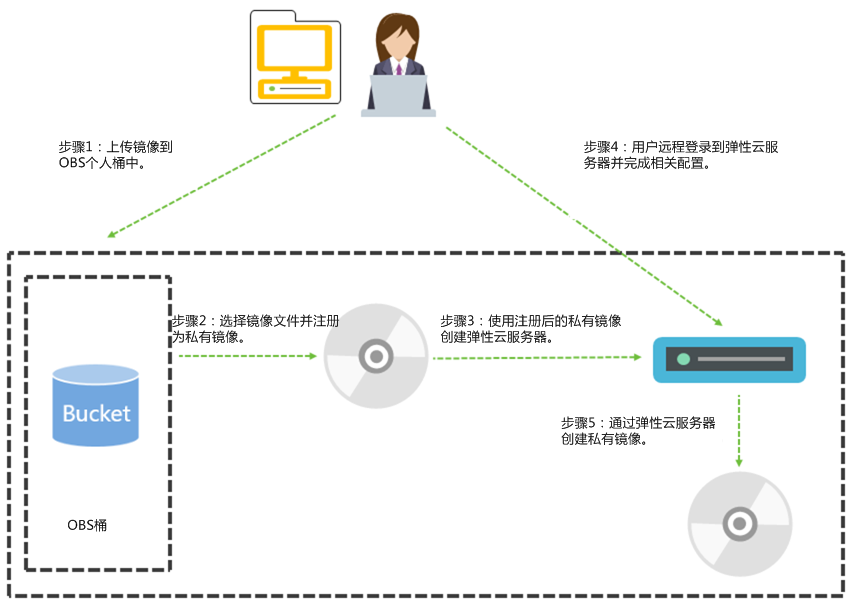 步骤1：上传镜像到
OBS个人桶中。
步骤4：用户远程登录到弹性云服
务器并完成相关配置。
步骤2：选择镜像文件并注册
为私有镜像。
步骤3：使用注册后的私有镜像
创建弹性云服务器。
Bucket
步骤5：通过弹性云服务器
创建私有镜像。
OBS桶